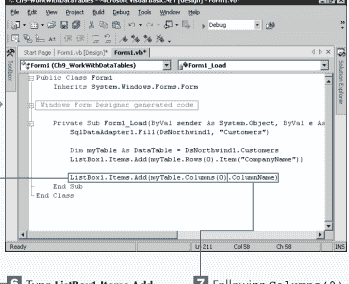 Ch9_WorkWithDataTables - Microsoft Visual Basic.NET [design] - Form1.vb*
File Edit View Project Build Debug Tools Window Help
Debug
Start Page Form1.vb [Design]* Form1.vb*
Toolbox
Solution Explorer
Form1 (Ch9_WorkWithDataTables) Form1_Load
Public Class Form1
Inherits System.Windows.Forms.Form
Windows Form Designer generated code
Private Sub Form1_Load(ByVal sender As System.Object, ByVal e As
SqlDataAdapter1.Fill(DsNorthwind1, "Customers")
Dim myTable As DataTable = DsNorthwind1.Customers
ListBox1.Items.Add(myTable.Rows(0).Item("CompanyName"))
ListBox1.Items.Add(myTable.Columns(0).ColumnName)
End Sub
End Class
Ready Ln 211 Col 58 Ch 58 INS
6 Type ListBox1.Items.Add
7 Following Columns(0)